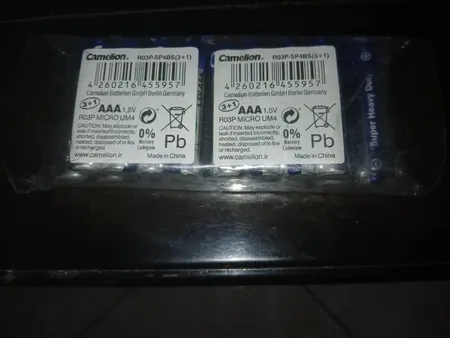 Camelion® R03P-SP4BS(3+1)
4 260216 455957
Camelion Batterien GmbH Berlin Germany
3+1 AAA 1,5V
R03P MICRO UM4
CAUTION: May explode or
leak if inserted incorrectly,
shorted, disassembled,
heated, disposed of in fire
or recharged.
0%
Mercury
Cadmium
Pb
www.camelion.ir Made in China
Camelion® R03P-SP4BS(3+1)
4 260216 455957
Camelion Batterien GmbH Berlin Germany
3+1 AAA 1,5V
R03P MICRO UM4
CAUTION: May explode or
leak if inserted incorrectly,
shorted, disassembled,
heated, disposed of in fire
or recharged.
0%
Mercury
Cadmium
Pb
www.camelion.ir Made in China
Super Heavy Duty